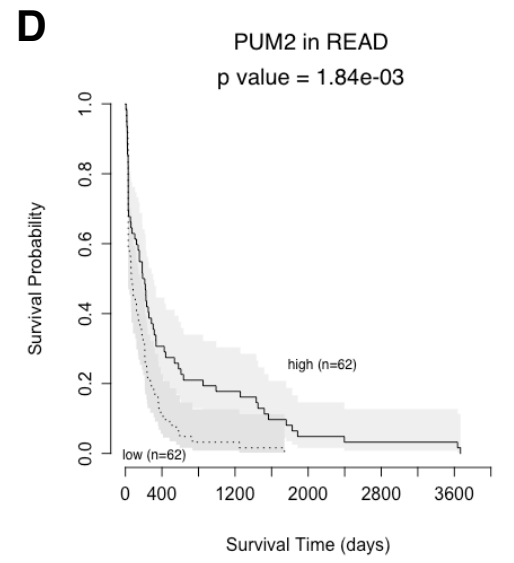 D
PUM2 in READ
p value = 1.84e-03
1.0
0.8
0.6
0.4
0.2
0.0
Survival Probability
high (n=62)
low (n=62)
0 400 1200 2000 2800 3600
Survival Time (days)